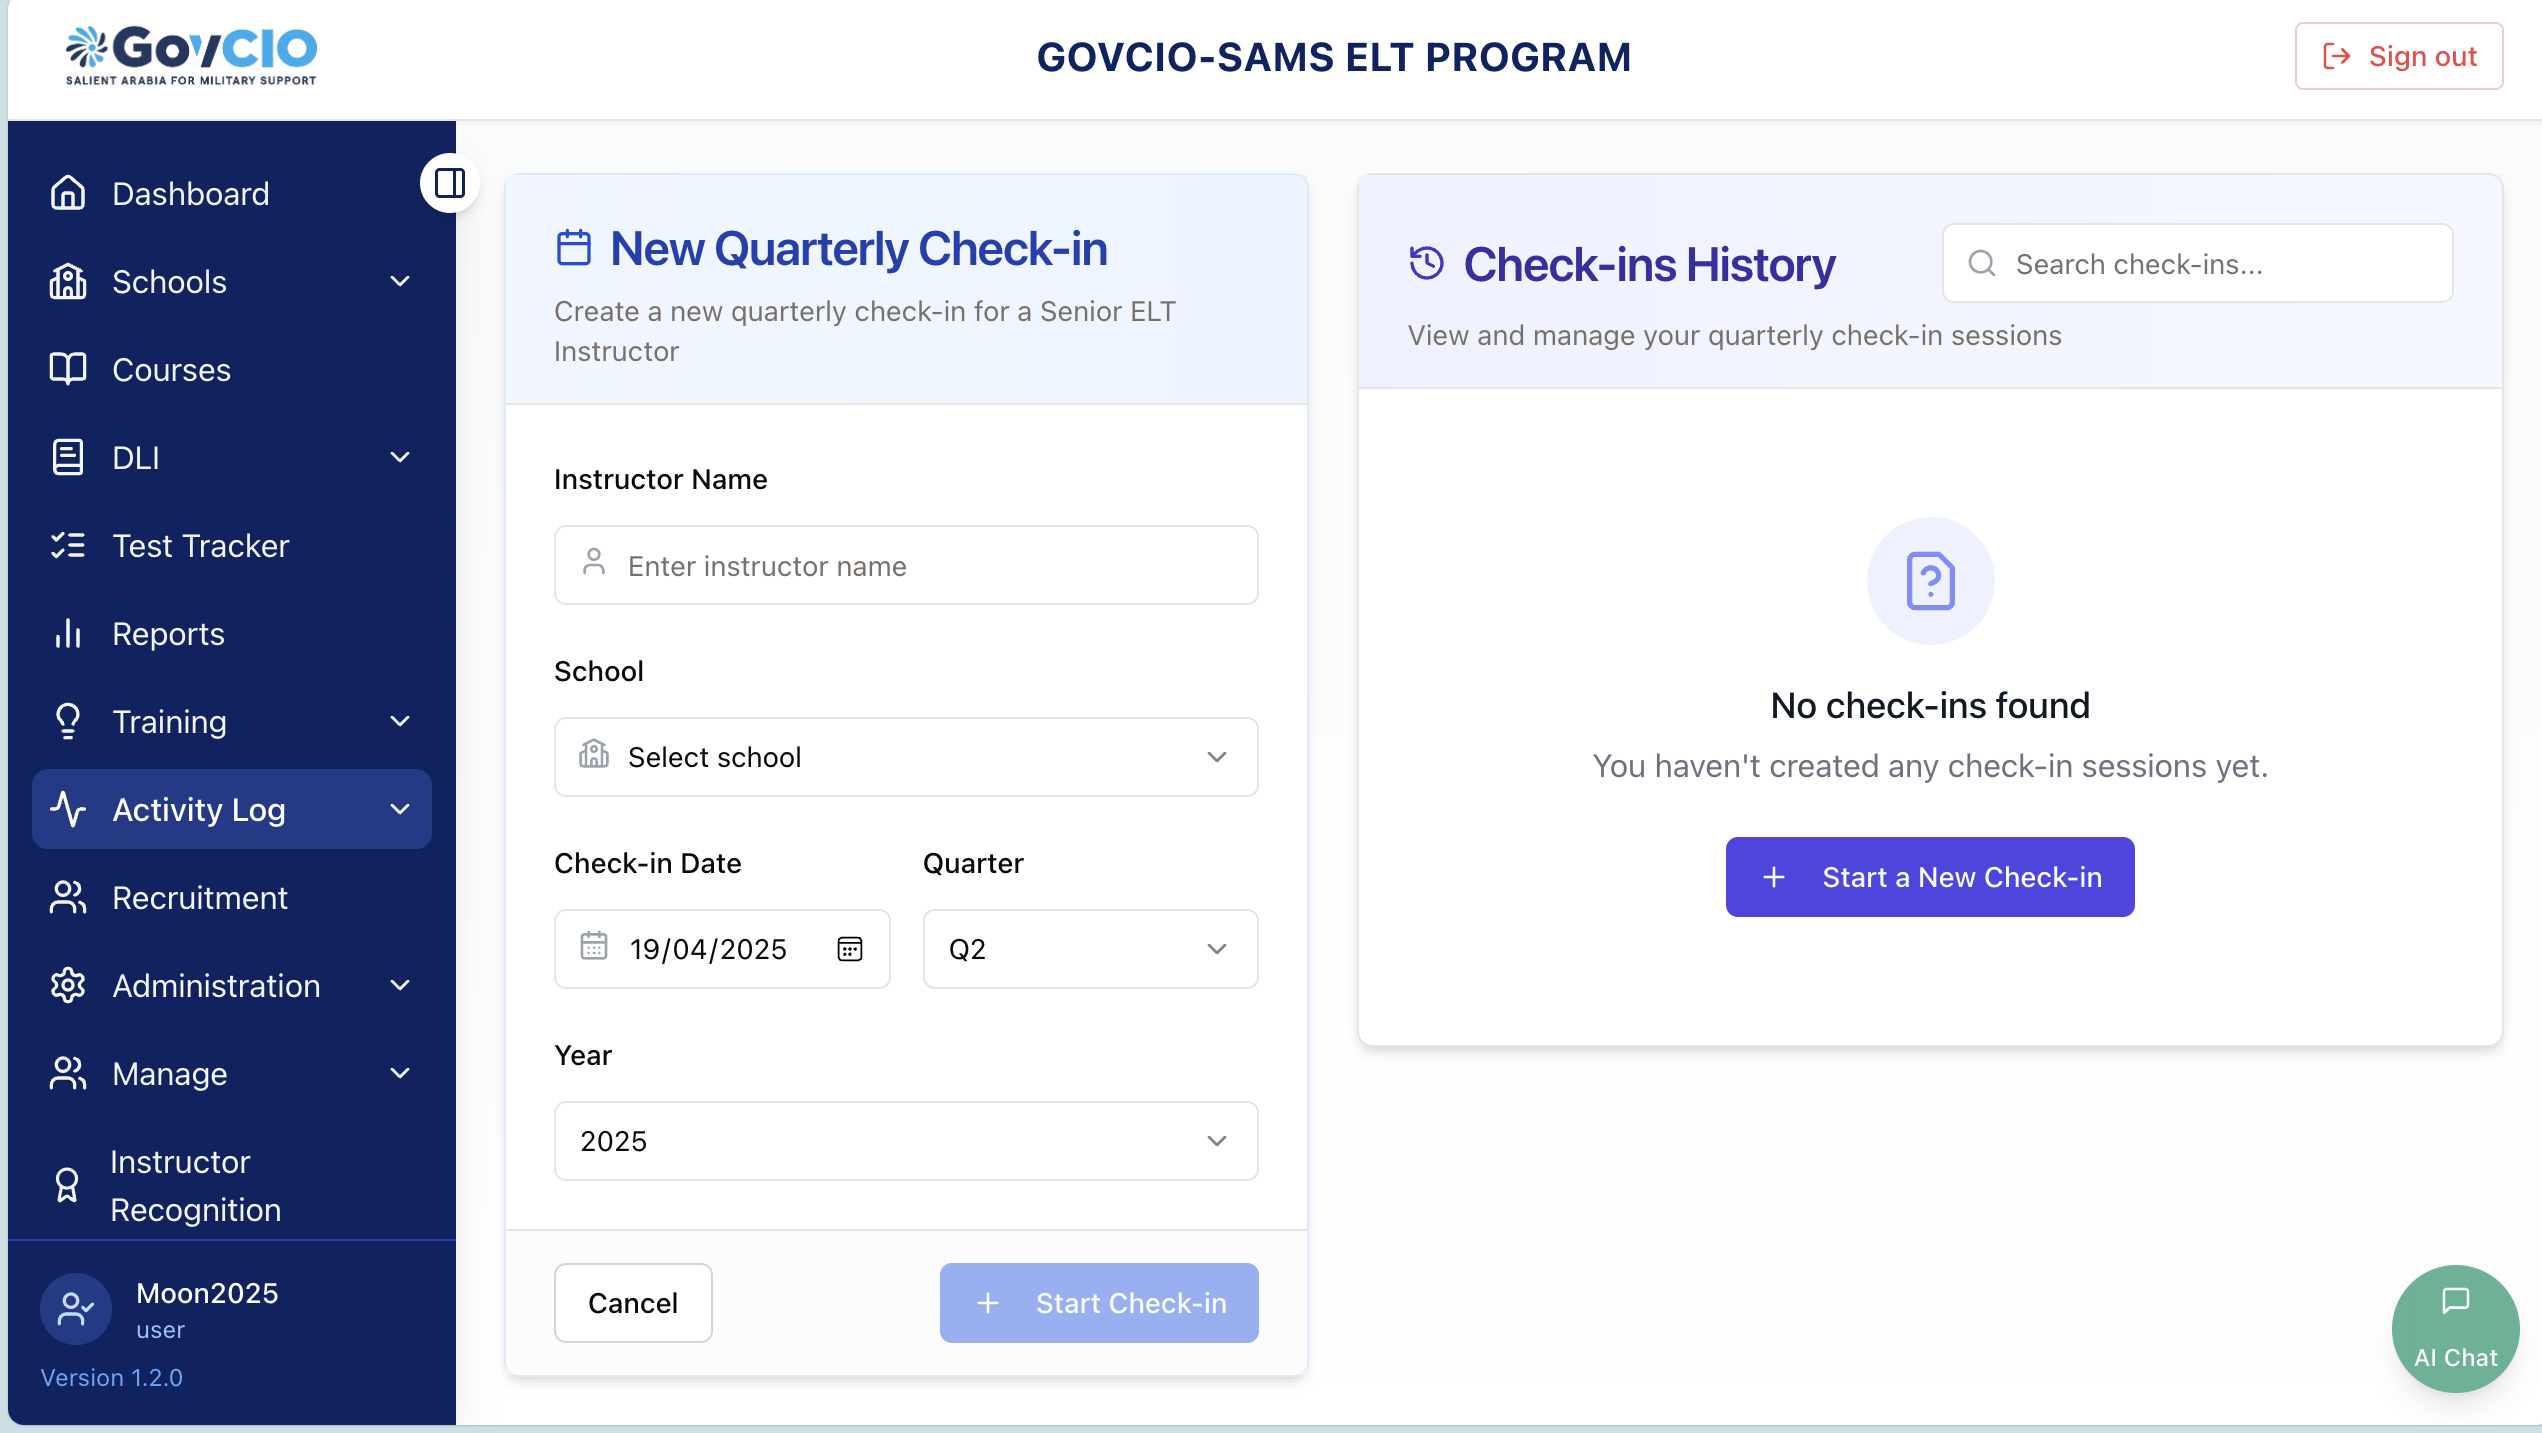 GovCIO
SALIENT ARABIA FOR MILITARY SUPPORT
GOVCIO-SAMS ELT PROGRAM
Sign out
Dashboard
Schools
Courses
DLI
Test Tracker
Reports
Training
Activity Log
Recruitment
Administration
Manage
Instructor
Recognition
Moon2025
user
Version 1.2.0
New Quarterly Check-in
Create a new quarterly check-in for a Senior ELT
Instructor
Instructor Name
Enter instructor name
School
Select school
Check-in Date
Quarter
19/04/2025
Q2
Year
2025
Cancel
Start Check-in
Check-ins History
Search check-ins...
View and manage your quarterly check-in sessions
No check-ins found
You haven't created any check-in sessions yet.
Start a New Check-in
AI Chat